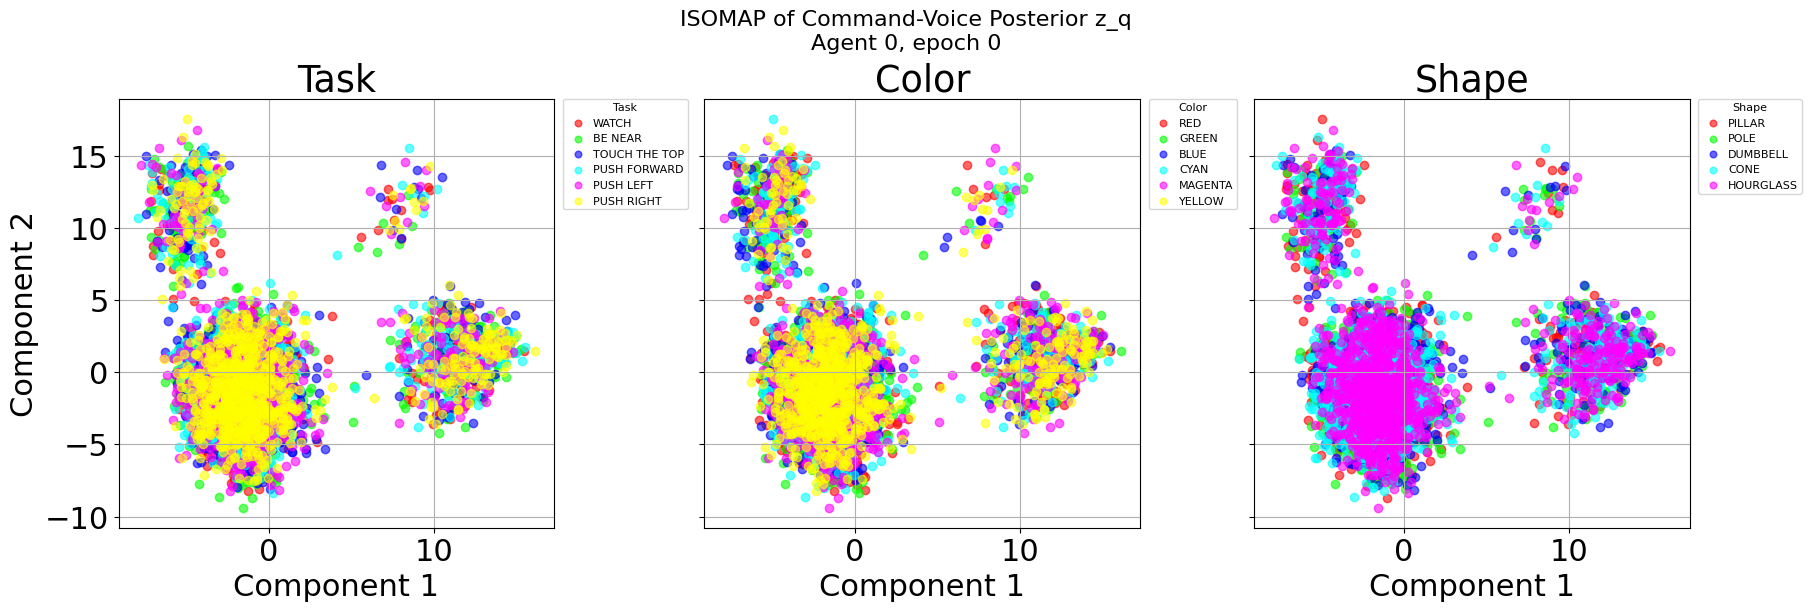 ISOMAP of Command-Voice Posterior z_q
Agent 0, epoch 0
Task
Color
Shape
Task
WATCH
BE NEAR
TOUCH THE TOP
PUSH FORWARD
PUSH LEFT
PUSH RIGHT
Color
RED
GREEN
BLUE
CYAN
MAGENTA
YELLOW
Shape
PILLAR
POLE
DUMBBELL
CONE
HOURGLASS
Component 2
15
10
5
0
−5
−10
0 10
0 10
0 10
Component 1
Component 1
Component 1